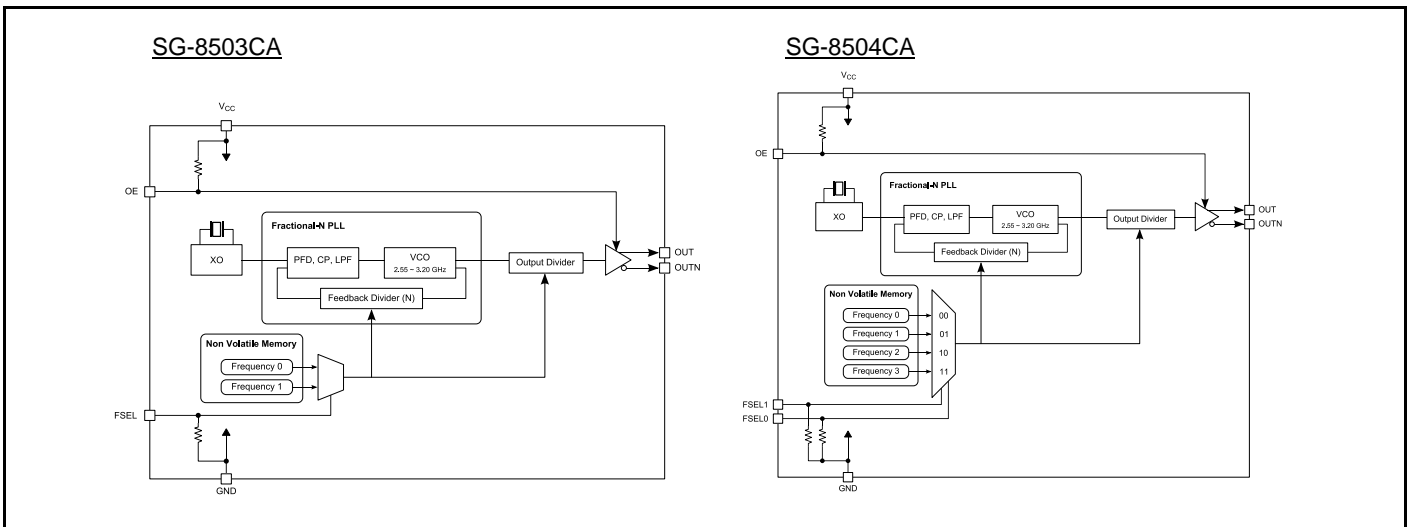 SG-8503CA
VCC
OE
XO
Fractional-N PLL
PFD, CP, LPF
VCO
2.55 ~ 3.20 GHz
Feedback Divider (N)
Output Divider
OUT
OUTN
Non Volatile Memory
Frequency 0
Frequency 1
FSEL
GND
SG-8504CA
VCC
OE
XO
Fractional-N PLL
PFD, CP, LPF
VCO
2.55 ~ 3.20 GHz
Feedback Divider (N)
Output Divider
OUT
OUTN
Non Volatile Memory
Frequency 0
00
Frequency 1
01
Frequency 2
10
Frequency 3
11
FSEL1
FSEL0
GND